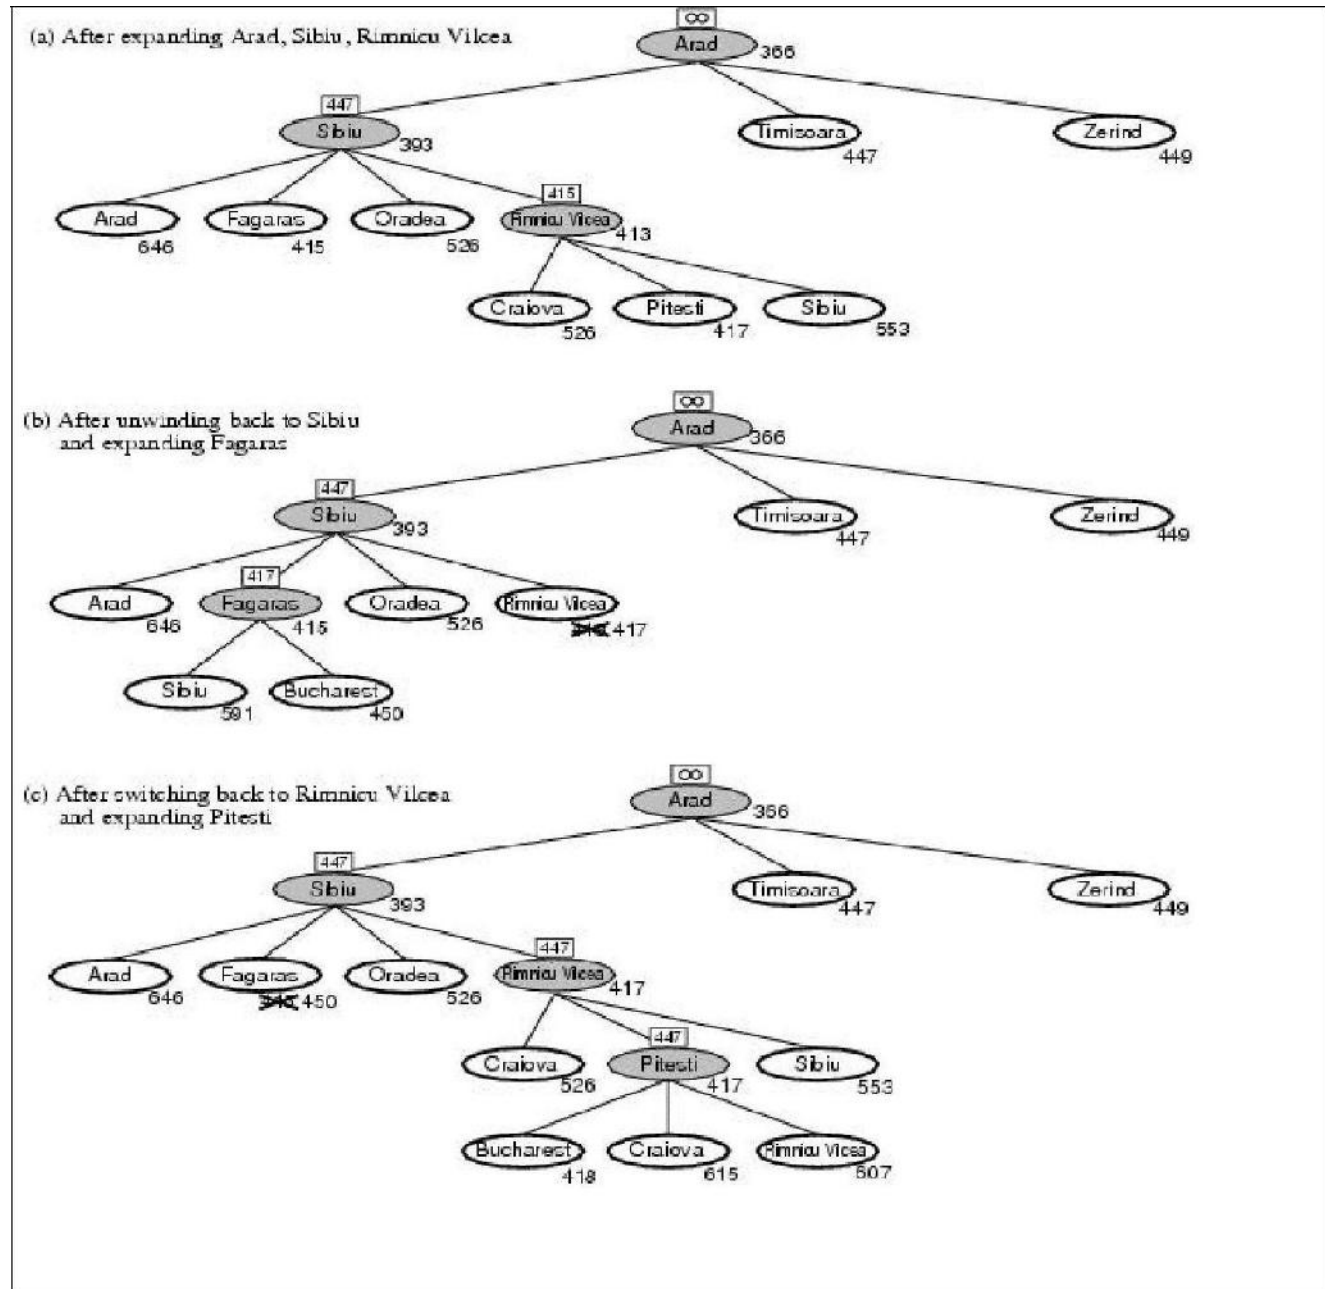 ∞
(a) After expanding Arad, Sibiu, Rimnicu Vilcea
Arad 366
447
Sibiu 393
Timisoara 447
Zerind 449
415
Arad 646
Fagaras 415
Oradea 526
Rimnicu Vilcea 413
Craiova 526
Pitesti 417
Sibiu 553
∞
(b) After unwinding back to Sibiu
and expanding Fagaras
Arad 366
447
Sibiu 393
Timisoara 447
Zerind 449
417
Arad 646
Fagaras 415
Oradea 526
Rimnicu Vilcea 417
Sibiu 591
Bucharest 450
∞
(c) After switching back to Rimnicu Vilcea
and expanding Pitesti
Arad 366
447
Sibiu 393
Timisoara 447
Zerind 449
447
Arad 646
Fagaras 450
Oradea 526
Rimnicu Vilcea 417
447
Craiova 526
Pitesti 417
Sibiu 553
Bucharest 418
Craiova 615
Rimnicu Vilcea 607